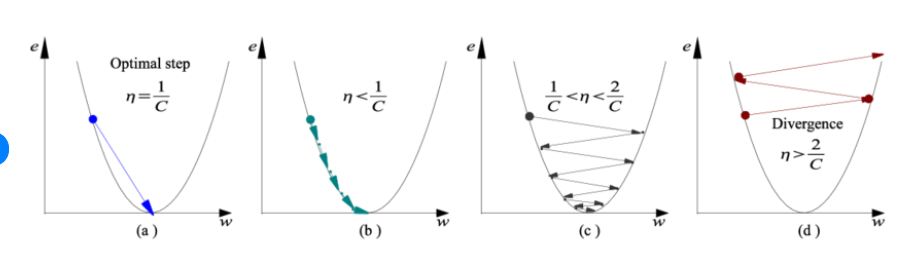 e
Optimal step
η=1/C
w
(a )
e
η<1/C
w
(b )
e
1/C<η<2/C
w
(c )
e
Divergence
η>2/C
w
(d )